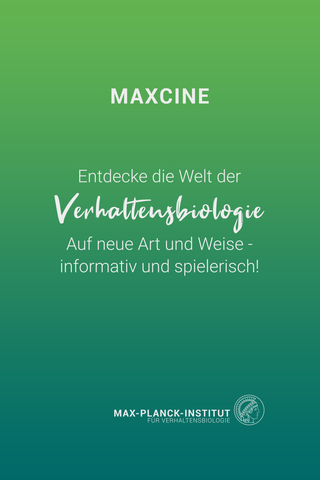 MAXCINE
Entdecke die Welt der
Verhaltensbiologie
Auf neue Art und Weise -
informativ und spielerisch!
MAX-PLANCK-INSTITUT
FÜR VERHALTENSBIOLOGIE